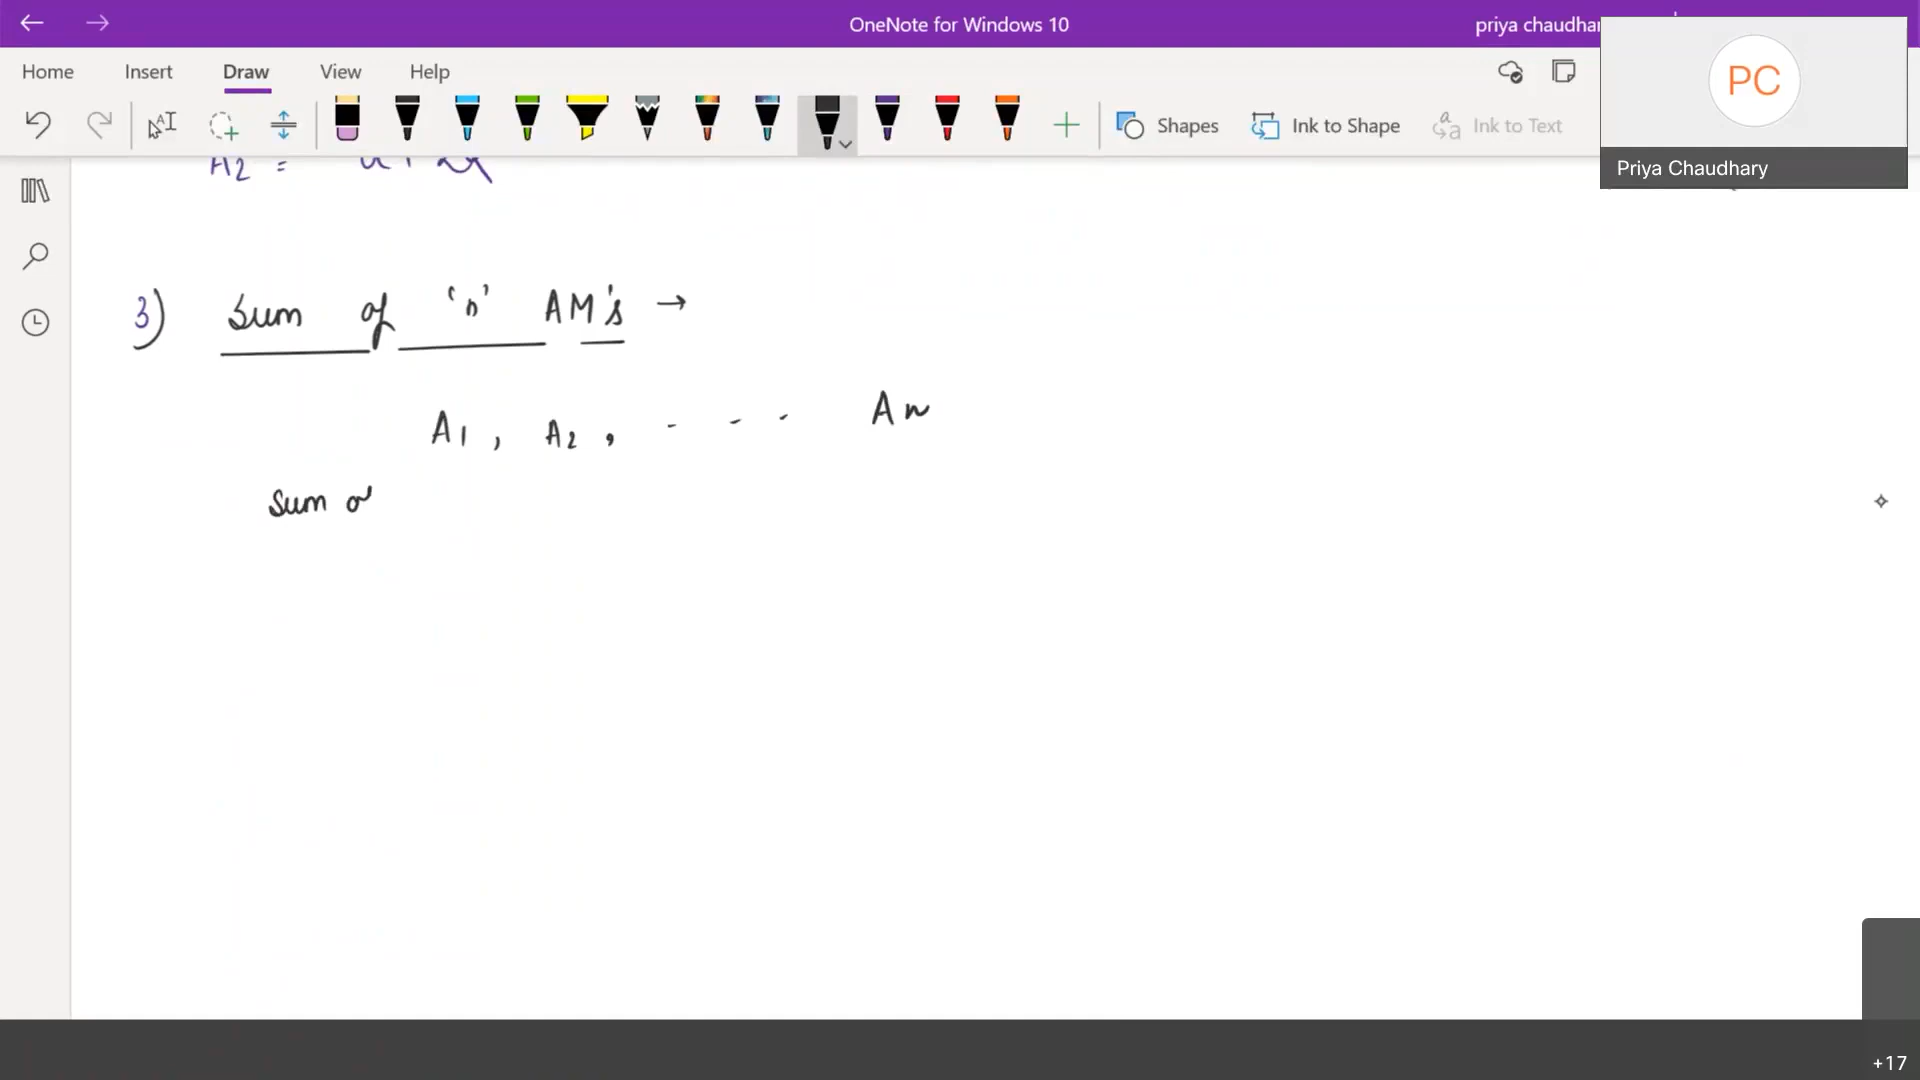 OneNote for Windows 10
priya chaudhar
PC
Priya Chaudhary
Home Insert Draw View Help
Shapes Ink to Shape Ink to Text
A2 =
3) Sum of 'n' AM's →
A1 , A2 , - - - An
Sum o
+17